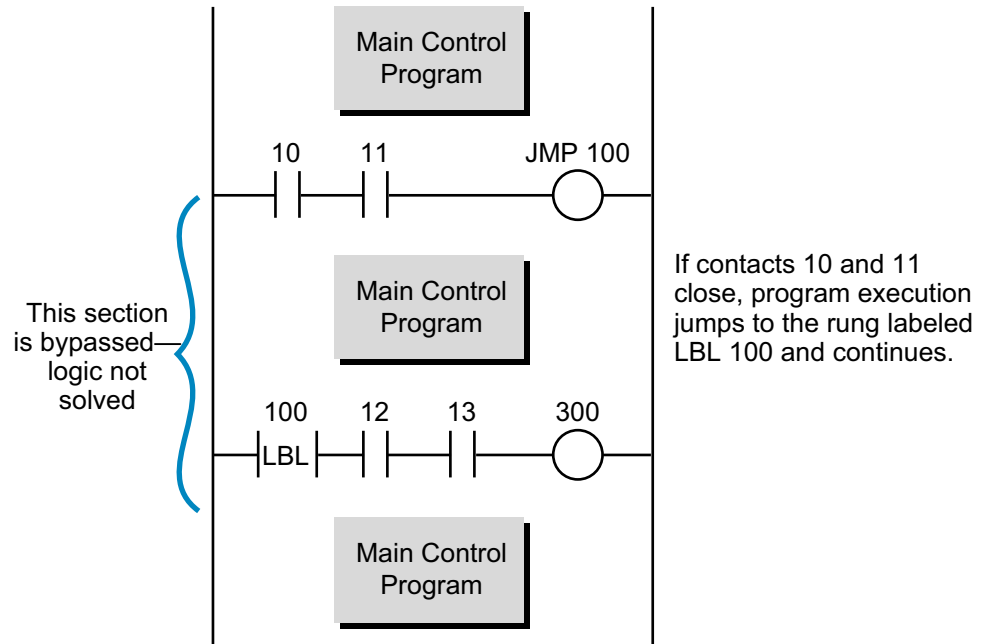 Main Control
Program
10 11 JMP 100
This section
is bypassed—
logic not
solved
Main Control
Program
If contacts 10 and 11
close, program execution
jumps to the rung labeled
LBL 100 and continues.
100 12 13 300
LBL
Main Control
Program